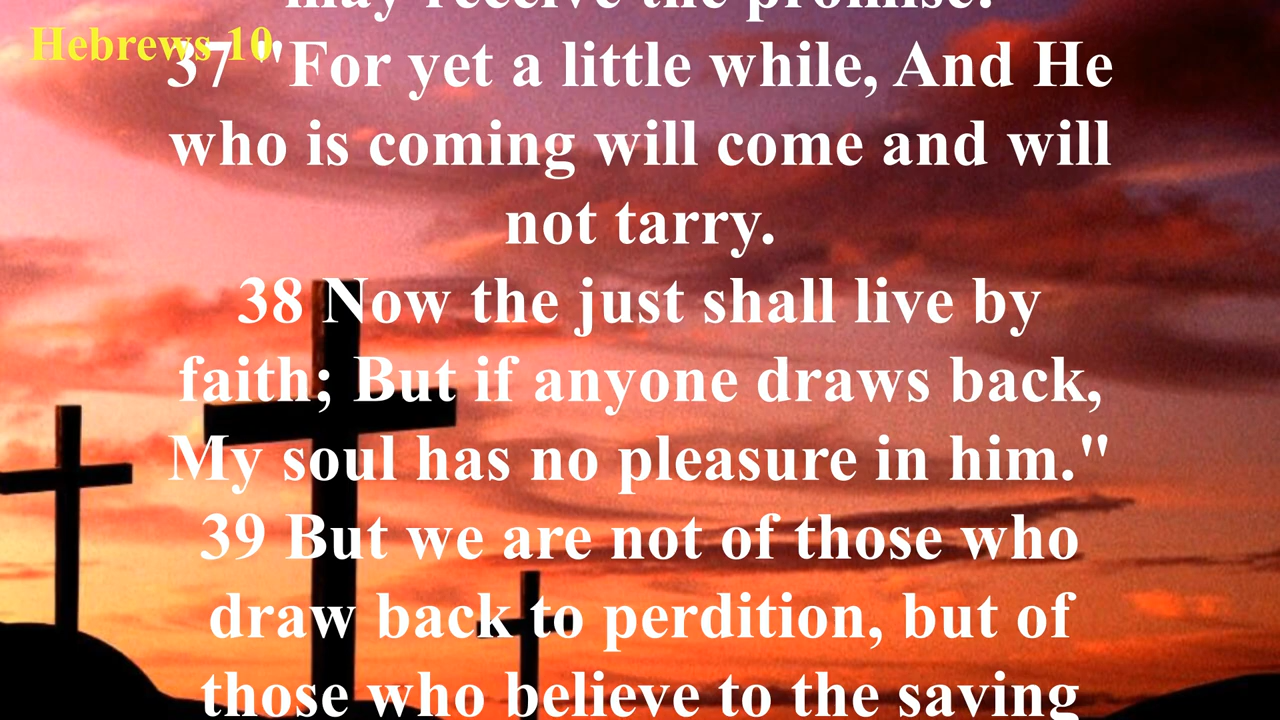 may receive the promise:
Hebrews 10
37 "For yet a little while, And He
who is coming will come and will
not tarry.
38 Now the just shall live by
faith; But if anyone draws back,
My soul has no pleasure in him."
39 But we are not of those who
draw back to perdition, but of
those who believe to the saving